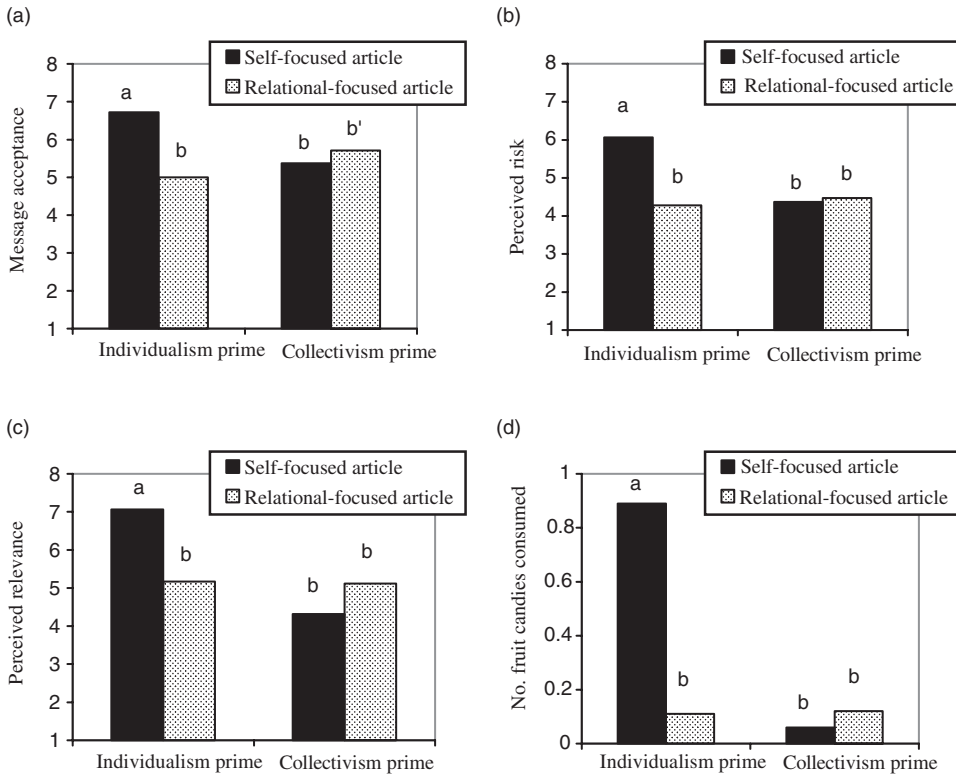 (a)
Self-focused article
Relational-focused article
8
7
6
5
4
3
2
1
Message acceptance
a
b
b
b'
Individualism prime
Collectivism prime
(b)
Self-focused article
Relational-focused article
8
7
6
5
4
3
2
1
Perceived risk
a
b
b
b
Individualism prime
Collectivism prime
(c)
Self-focused article
Relational-focused article
8
7
6
5
4
3
2
1
Perceived relevance
a
b
b
b
Individualism prime
Collectivism prime
(d)
Self-focused article
Relational-focused article
1
0.8
0.6
0.4
0.2
0
No. fruit candies consumed
a
b
b
b
Individualism prime
Collectivism prime